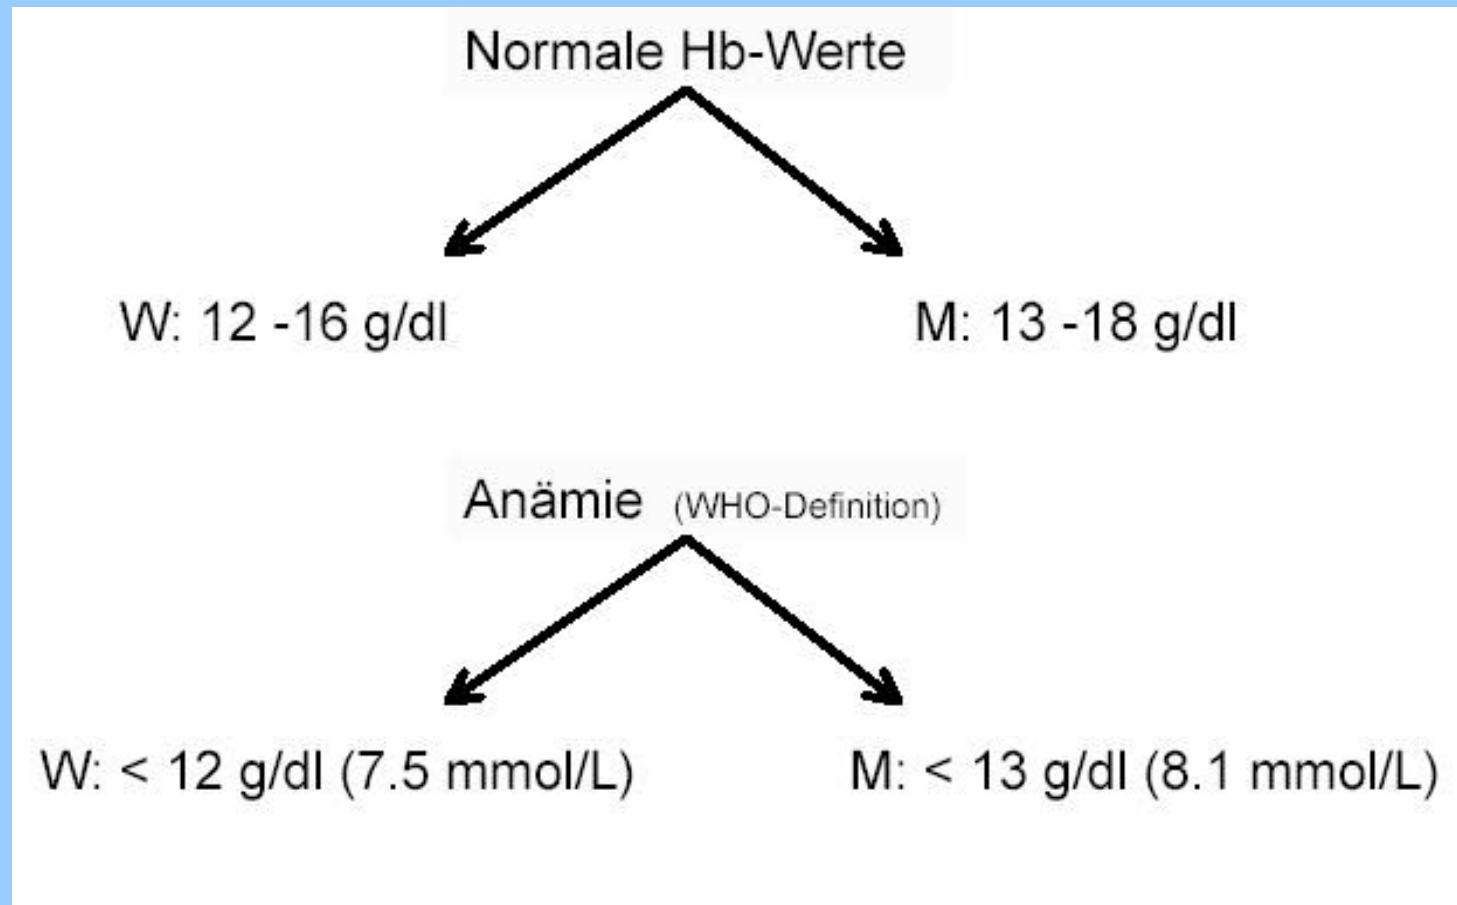 Normale Hb-Werte
W: 12 -16 g/dl
M: 13 -18 g/dl
Anämie (WHO-Definition)
W: < 12 g/dl (7.5 mmol/L)
M: < 13 g/dl (8.1 mmol/L)